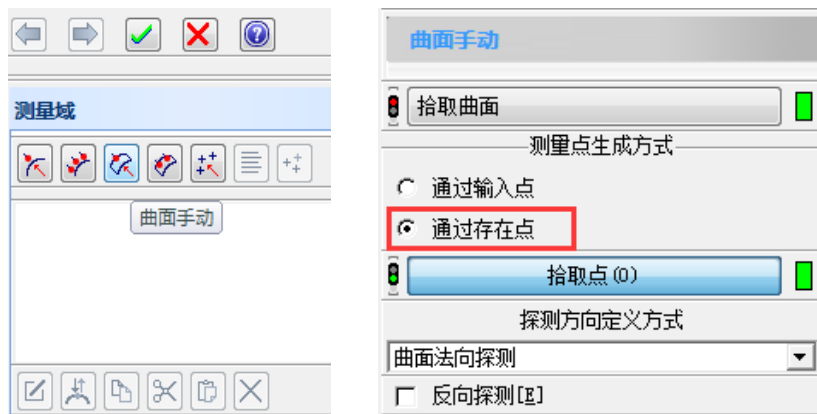 测量域
曲面手动
曲面手动
拾取曲面
测量点生成方式
通过输入点
通过存在点
拾取点(0)
探测方向定义方式
曲面法向探测
反向探测[E]